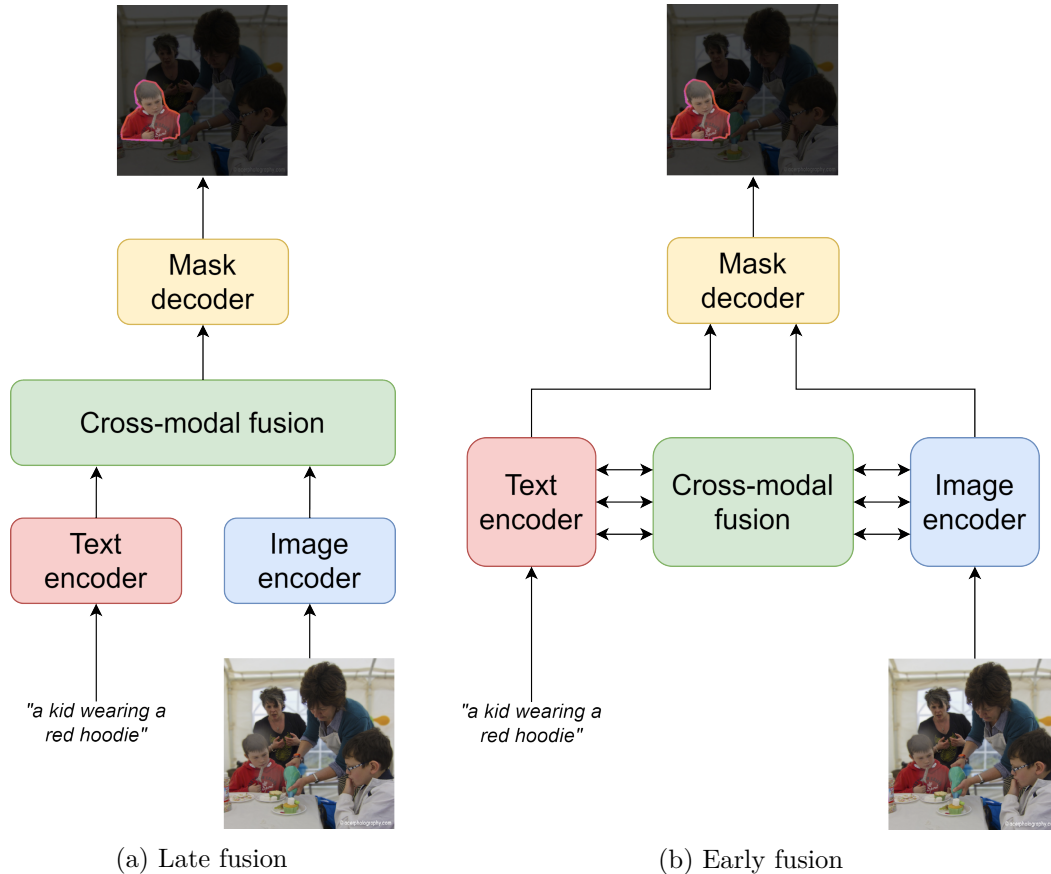 Mask
decoder
Cross-modal fusion
Text
encoder
Image
encoder
"a kid wearing a
red hoodie"
(a) Late fusion
Mask
decoder
Text
encoder
Cross-modal
fusion
Image
encoder
"a kid wearing a
red hoodie"
(b) Early fusion